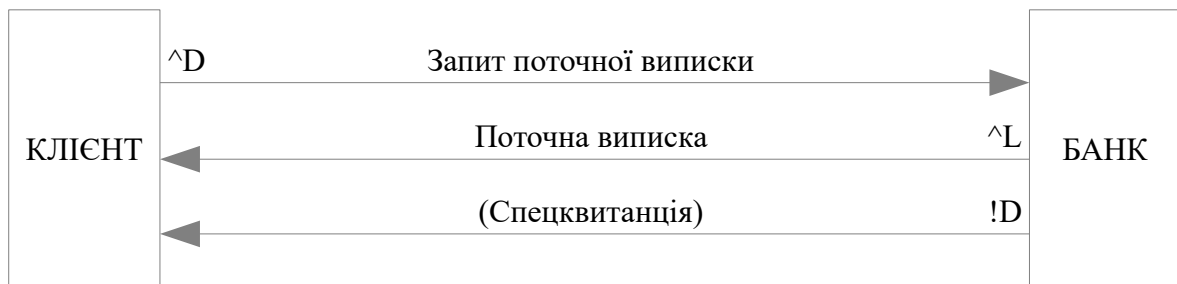 ^D Запит поточної виписки
КЛІЄНТ Поточна виписка ^L БАНК
(Спецквитанція) !D